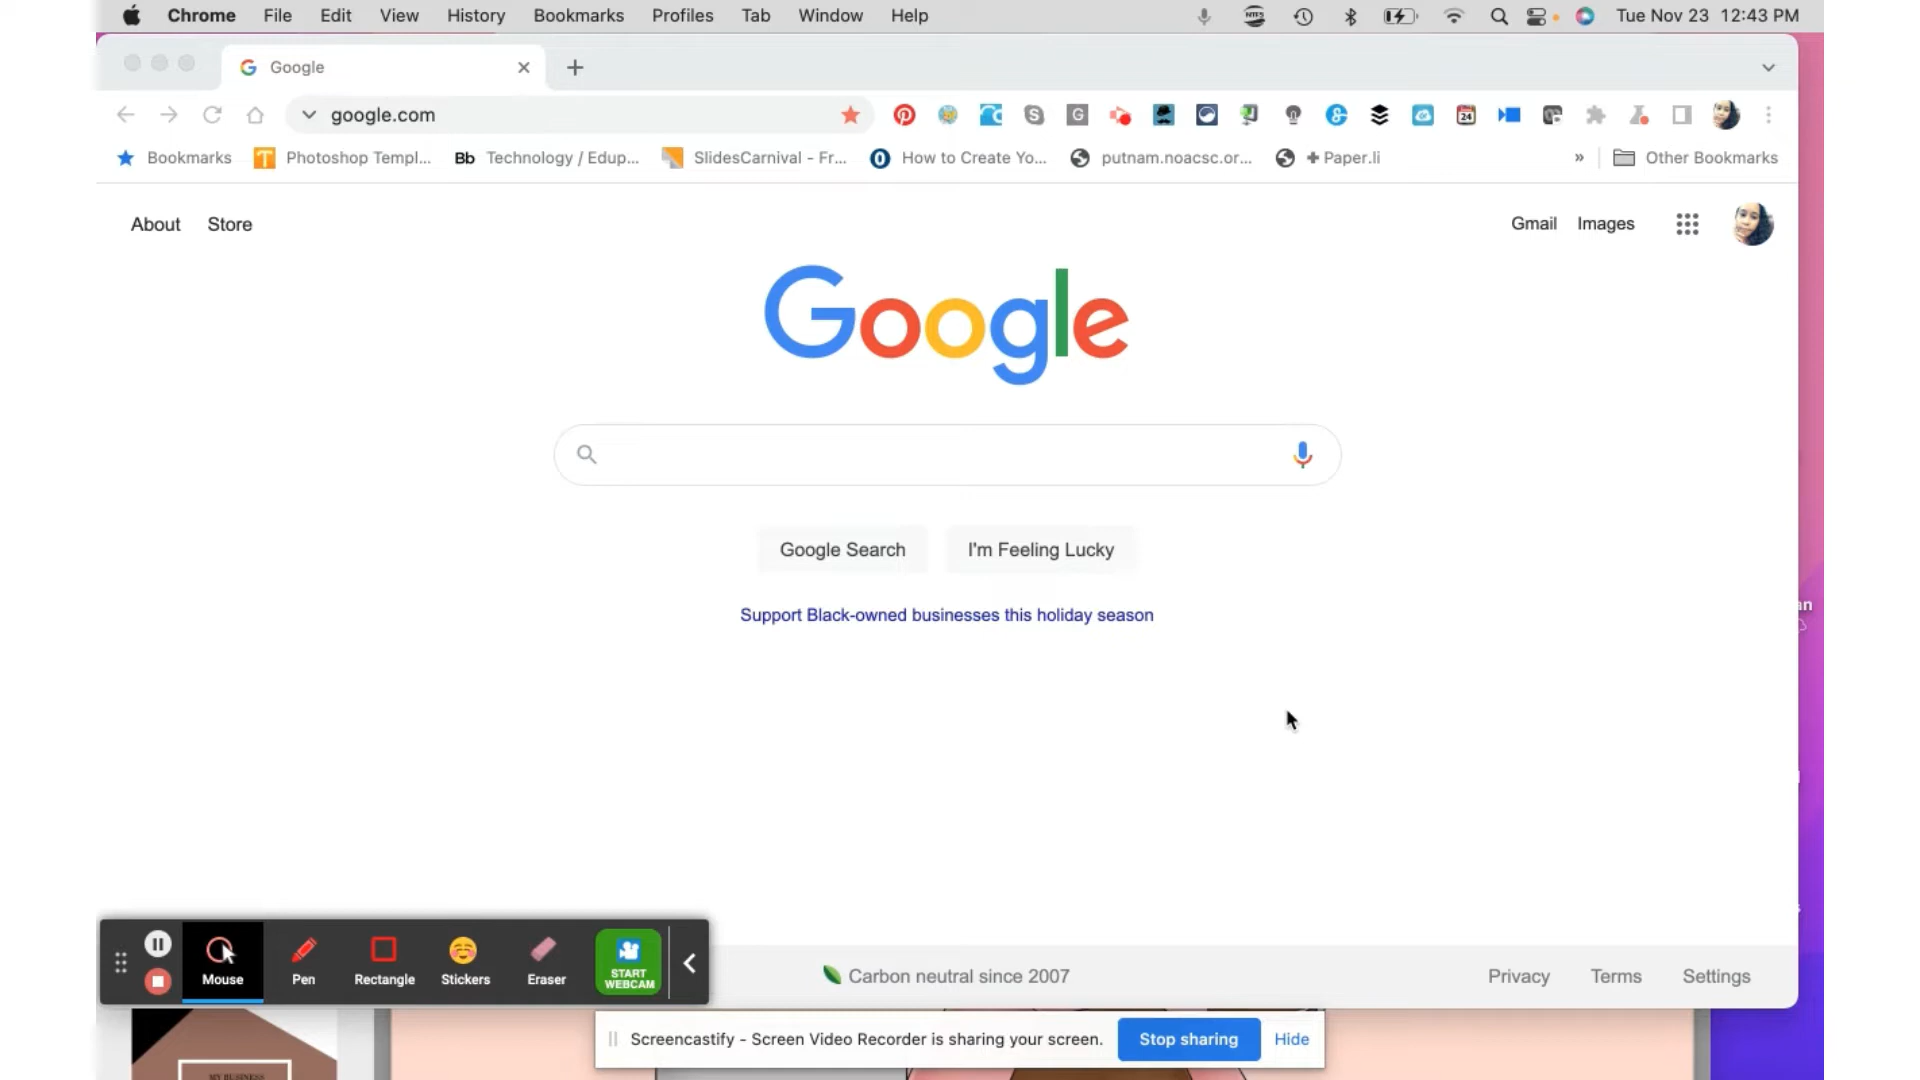 Chrome File Edit View History Bookmarks Profiles Tab Window Help NTFS Tue Nov 23 12:43 PM
Google
google.com G 24
Bookmarks T Photoshop Templ... Bb Technology / Edup... SlidesCarnival - Fr... How to Create Yo... putnam.noacsc.or... + Paper.li » Other Bookmarks
About Store Gmail Images
Google
Google Search I'm Feeling Lucky
Support Black-owned businesses this holiday season
an
Mouse Pen Rectangle Stickers Eraser START WEBCAM
Carbon neutral since 2007 Privacy Terms Settings
Screencastify - Screen Video Recorder is sharing your screen. Stop sharing Hide
MY BUSINESS